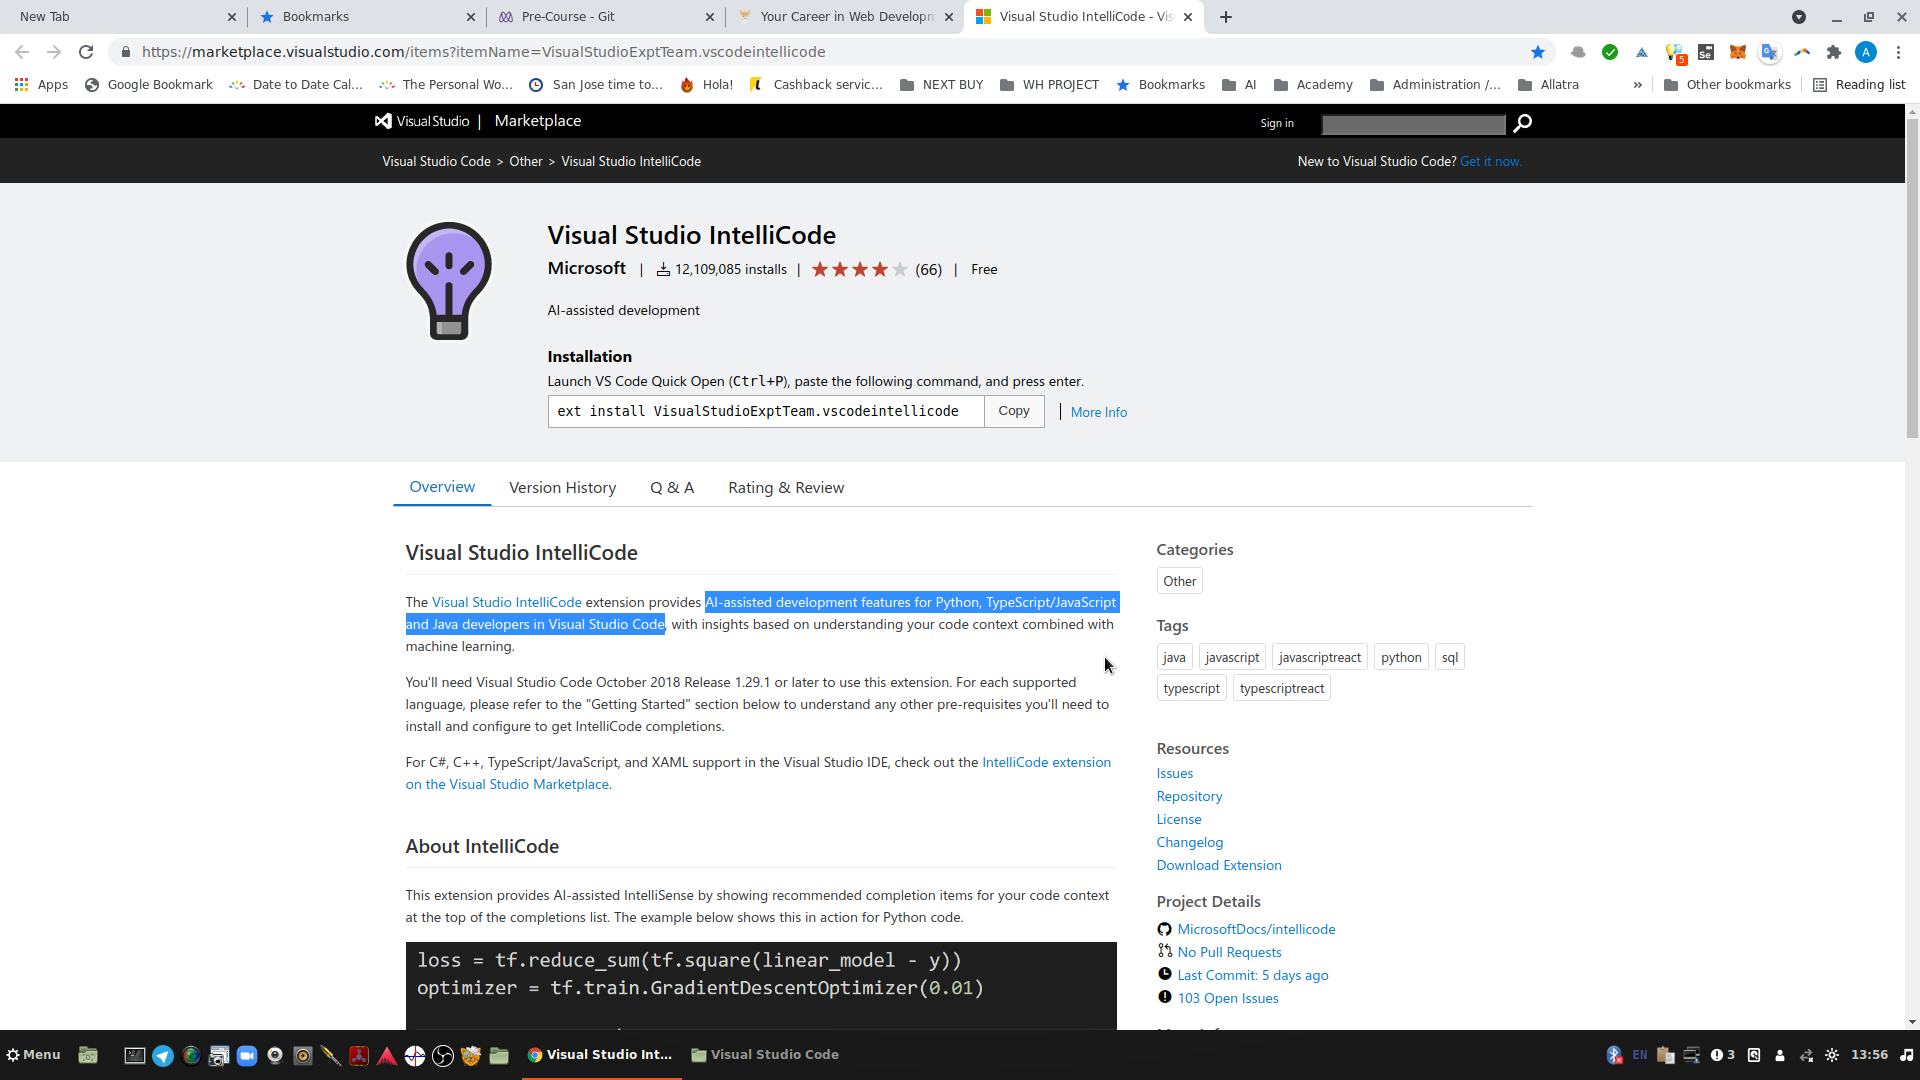 New Tab
Bookmarks
Pre-Course - Git
Your Career in Web Developm
Visual Studio IntelliCode - Vis
https://marketplace.visualstudio.com/items?itemName=VisualStudioExptTeam.vscodeintellicode
5
Se
A
Apps
Google Bookmark
Date to Date Cal...
The Personal Wo...
San Jose time to...
Hola!
Cashback servic...
NEXT BUY
WH PROJECT
Bookmarks
AI
Academy
Administration /...
Allatra
»
Other bookmarks
Reading list
Visual Studio | Marketplace
Sign in
Visual Studio Code > Other > Visual Studio IntelliCode
New to Visual Studio Code? Get it now.
Visual Studio IntelliCode
Microsoft | 12,109,085 installs | (66) | Free
AI-assisted development
Installation
Launch VS Code Quick Open (Ctrl+P), paste the following command, and press enter.
ext install VisualStudioExptTeam.vscodeintellicode
Copy
More Info
Overview
Version History
Q & A
Rating & Review
Visual Studio IntelliCode
The Visual Studio IntelliCode extension provides AI-assisted development features for Python, TypeScript/JavaScript
and Java developers in Visual Studio Code, with insights based on understanding your code context combined with
machine learning.
You'll need Visual Studio Code October 2018 Release 1.29.1 or later to use this extension. For each supported
language, please refer to the "Getting Started" section below to understand any other pre-requisites you'll need to
install and configure to get IntelliCode completions.
For C#, C++, TypeScript/JavaScript, and XAML support in the Visual Studio IDE, check out the IntelliCode extension
on the Visual Studio Marketplace.
About IntelliCode
This extension provides AI-assisted IntelliSense by showing recommended completion items for your code context
at the top of the completions list. The example below shows this in action for Python code.
loss = tf.reduce_sum(tf.square(linear_model - y))
optimizer = tf.train.GradientDescentOptimizer(0.01)
Categories
Other
Tags
java
javascript
javascriptreact
python
sql
typescript
typescriptreact
Resources
Issues
Repository
License
Changelog
Download Extension
Project Details
MicrosoftDocs/intellicode
No Pull Requests
Last Commit: 5 days ago
103 Open Issues
Menu
Visual Studio Int...
Visual Studio Code
EN
3
13:56